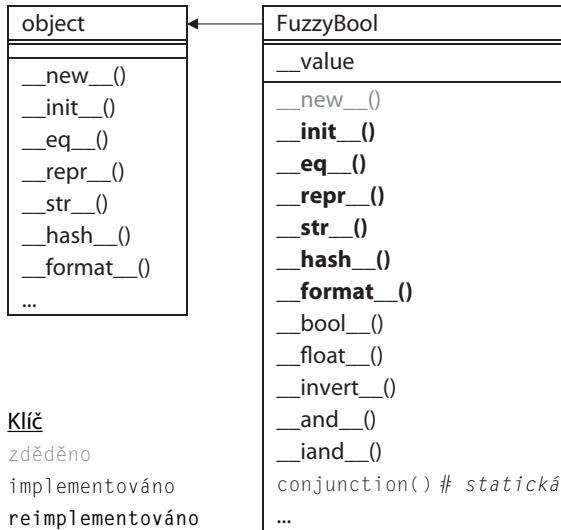 object
__new__()
__init__()
__eq__()
__repr__()
__str__()
__hash__()
__format__()
...
Klíč
zděděno
implementováno
reimplementováno
FuzzyBool
__value
__new__()
__init__()
__eq__()
__repr__()
__str__()
__hash__()
__format__()
__bool__()
__float__()
__invert__()
__and__()
__iand__()
conjunction() # statická
...